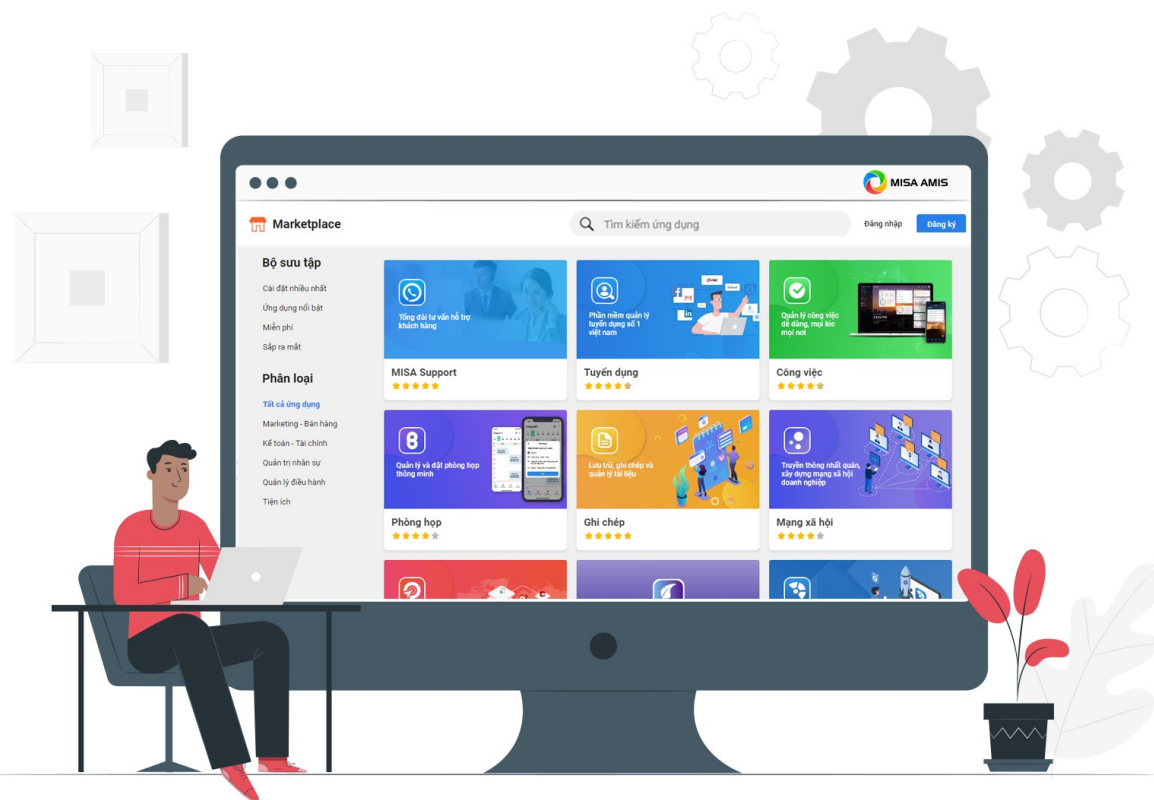 MISA AMIS
Marketplace
Tìm kiếm ứng dụng
Đăng nhập
Đăng ký
Bộ sưu tập
Cài đặt nhiều nhất
Ứng dụng nổi bật
Miễn phí
Sắp ra mắt
Phân loại
Tất cả ứng dụng
Marketing - Bán hàng
Kế toán - Tài chính
Quản trị nhân sự
Quản lý điều hành
Tiện ích
Tổng đài tư vấn hỗ trợ
khách hàng
MISA Support
Phần mềm quản lý
tuyển dụng số 1
việt nam
Tuyển dụng
Quản lý công việc
dễ dàng, mọi lúc
mọi nơi
Công việc
Quản lý và đặt phòng họp
thông minh
Phòng họp
Lưu trữ, ghi chép và
quản lý tài liệu
Ghi chép
Truyền thông nhất quán,
xây dựng mạng xã hội
doanh nghiệp
Mạng xã hội